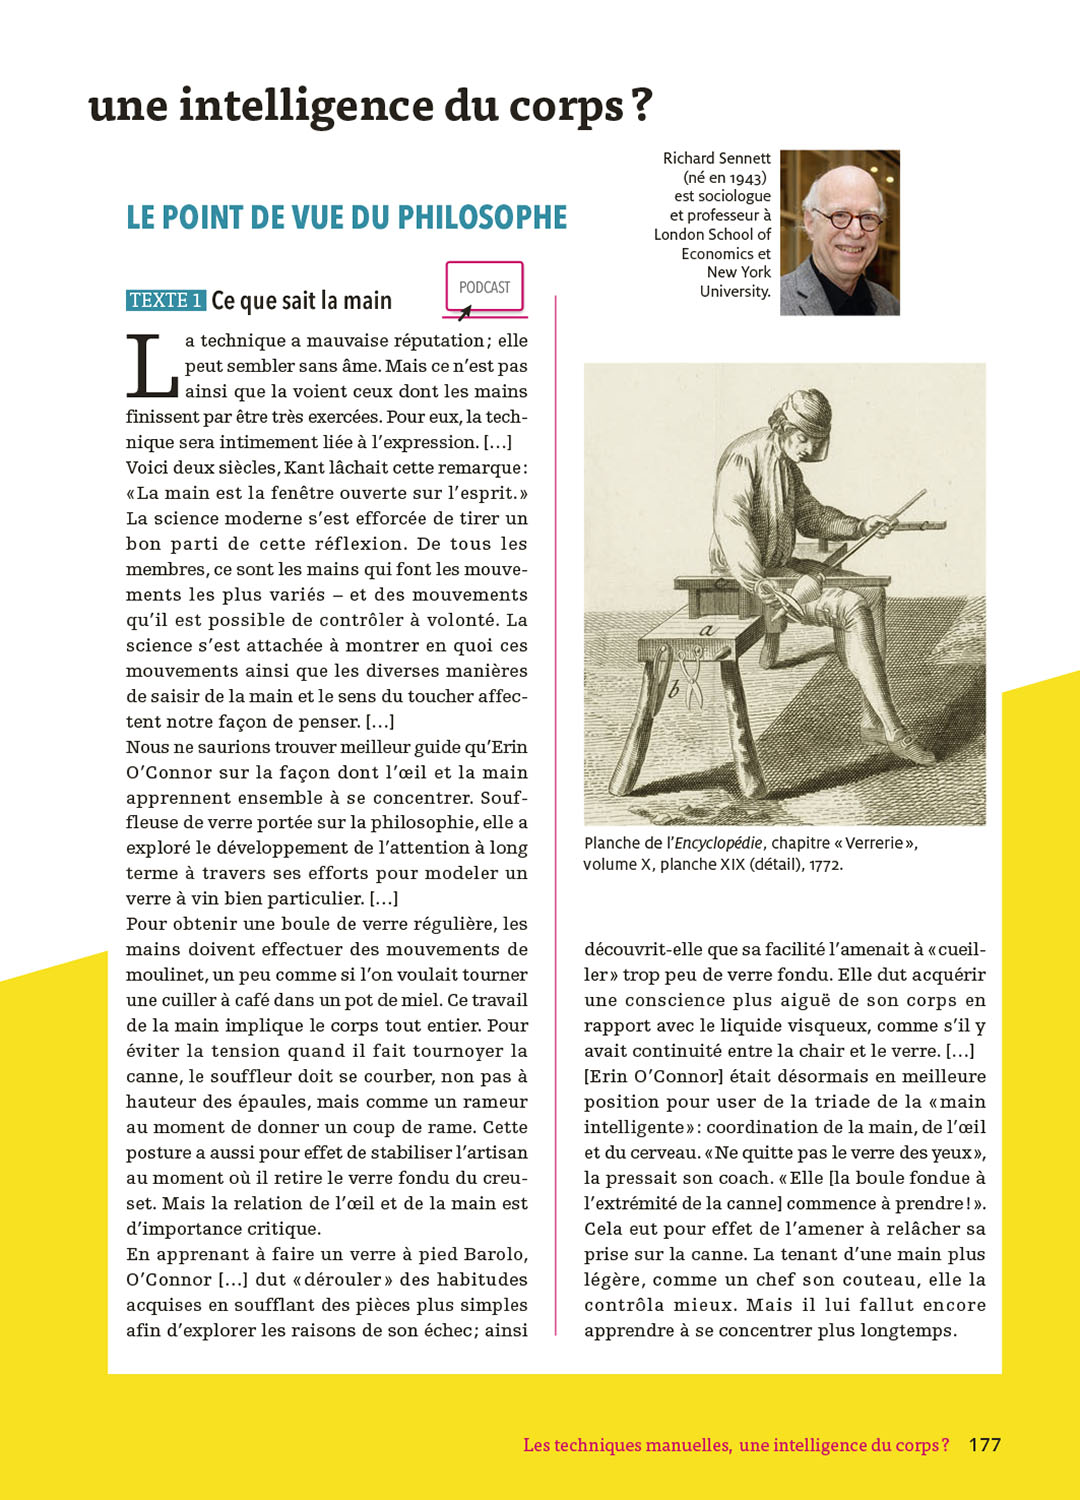 une intelligence du corps ?
Richard Sennett
(né en 1943)
est sociologue
et professeur à
London School of
Economics et
New York
University.
LE POINT DE VUE DU PHILOSOPHE
PODCAST
TEXTE 1 Ce que sait la main
La technique a mauvaise réputation ; elle
peut sembler sans âme. Mais ce n’est pas
ainsi que la voient ceux dont les mains
finissent par être très exercées. Pour eux, la tech-
nique sera intimement liée à l’expression. […]
Voici deux siècles, Kant lâchait cette remarque :
« La main est la fenêtre ouverte sur l’esprit. »
La science moderne s’est efforcée de tirer un
bon parti de cette réflexion. De tous les
membres, ce sont les mains qui font les mouve-
ments les plus variés – et des mouvements
qu’il est possible de contrôler à volonté. La
science s’est attachée à montrer en quoi ces
mouvements ainsi que les diverses manières
de saisir de la main et le sens du toucher affec-
tent notre façon de penser. […]
Nous ne saurions trouver meilleur guide qu’Erin
O’Connor sur la façon dont l’œil et la main
apprennent ensemble à se concentrer. Souf-
fleuse de verre portée sur la philosophie, elle a
exploré le développement de l’attention à long
terme à travers ses efforts pour modeler un
verre à vin bien particulier. […]
Pour obtenir une boule de verre régulière, les
mains doivent effectuer des mouvements de
moulinet, un peu comme si l’on voulait tourner
une cuiller à café dans un pot de miel. Ce travail
de la main implique le corps tout entier. Pour
éviter la tension quand il fait tournoyer la
canne, le souffleur doit se courber, non pas à
hauteur des épaules, mais comme un rameur
au moment de donner un coup de rame. Cette
posture a aussi pour effet de stabiliser l’artisan
au moment où il retire le verre fondu du creu-
set. Mais la relation de l’œil et de la main est
d’importance critique.
En apprenant à faire un verre à pied Barolo,
O’Connor […] dut « dérouler » des habitudes
acquises en soufflant des pièces plus simples
afin d’explorer les raisons de son échec ; ainsi
a
b
Planche de l’Encyclopédie, chapitre « Verrerie »,
volume X, planche XIX (détail), 1772.
découvrit-elle que sa facilité l’amenait à « cueil-
ler » trop peu de verre fondu. Elle dut acquérir
une conscience plus aiguë de son corps en
rapport avec le liquide visqueux, comme s’il y
avait continuité entre la chair et le verre. […]
[Erin O’Connor] était désormais en meilleure
position pour user de la triade de la « main
intelligente » : coordination de la main, de l’œil
et du cerveau. « Ne quitte pas le verre des yeux »,
la pressait son coach. « Elle [la boule fondue à
l’extrémité de la canne] commence à prendre ! ».
Cela eut pour effet de l’amener à relâcher sa
prise sur la canne. La tenant d’une main plus
légère, comme un chef son couteau, elle la
contrôla mieux. Mais il lui fallut encore
apprendre à se concentrer plus longtemps.
Les techniques manuelles, une intelligence du corps ? 177